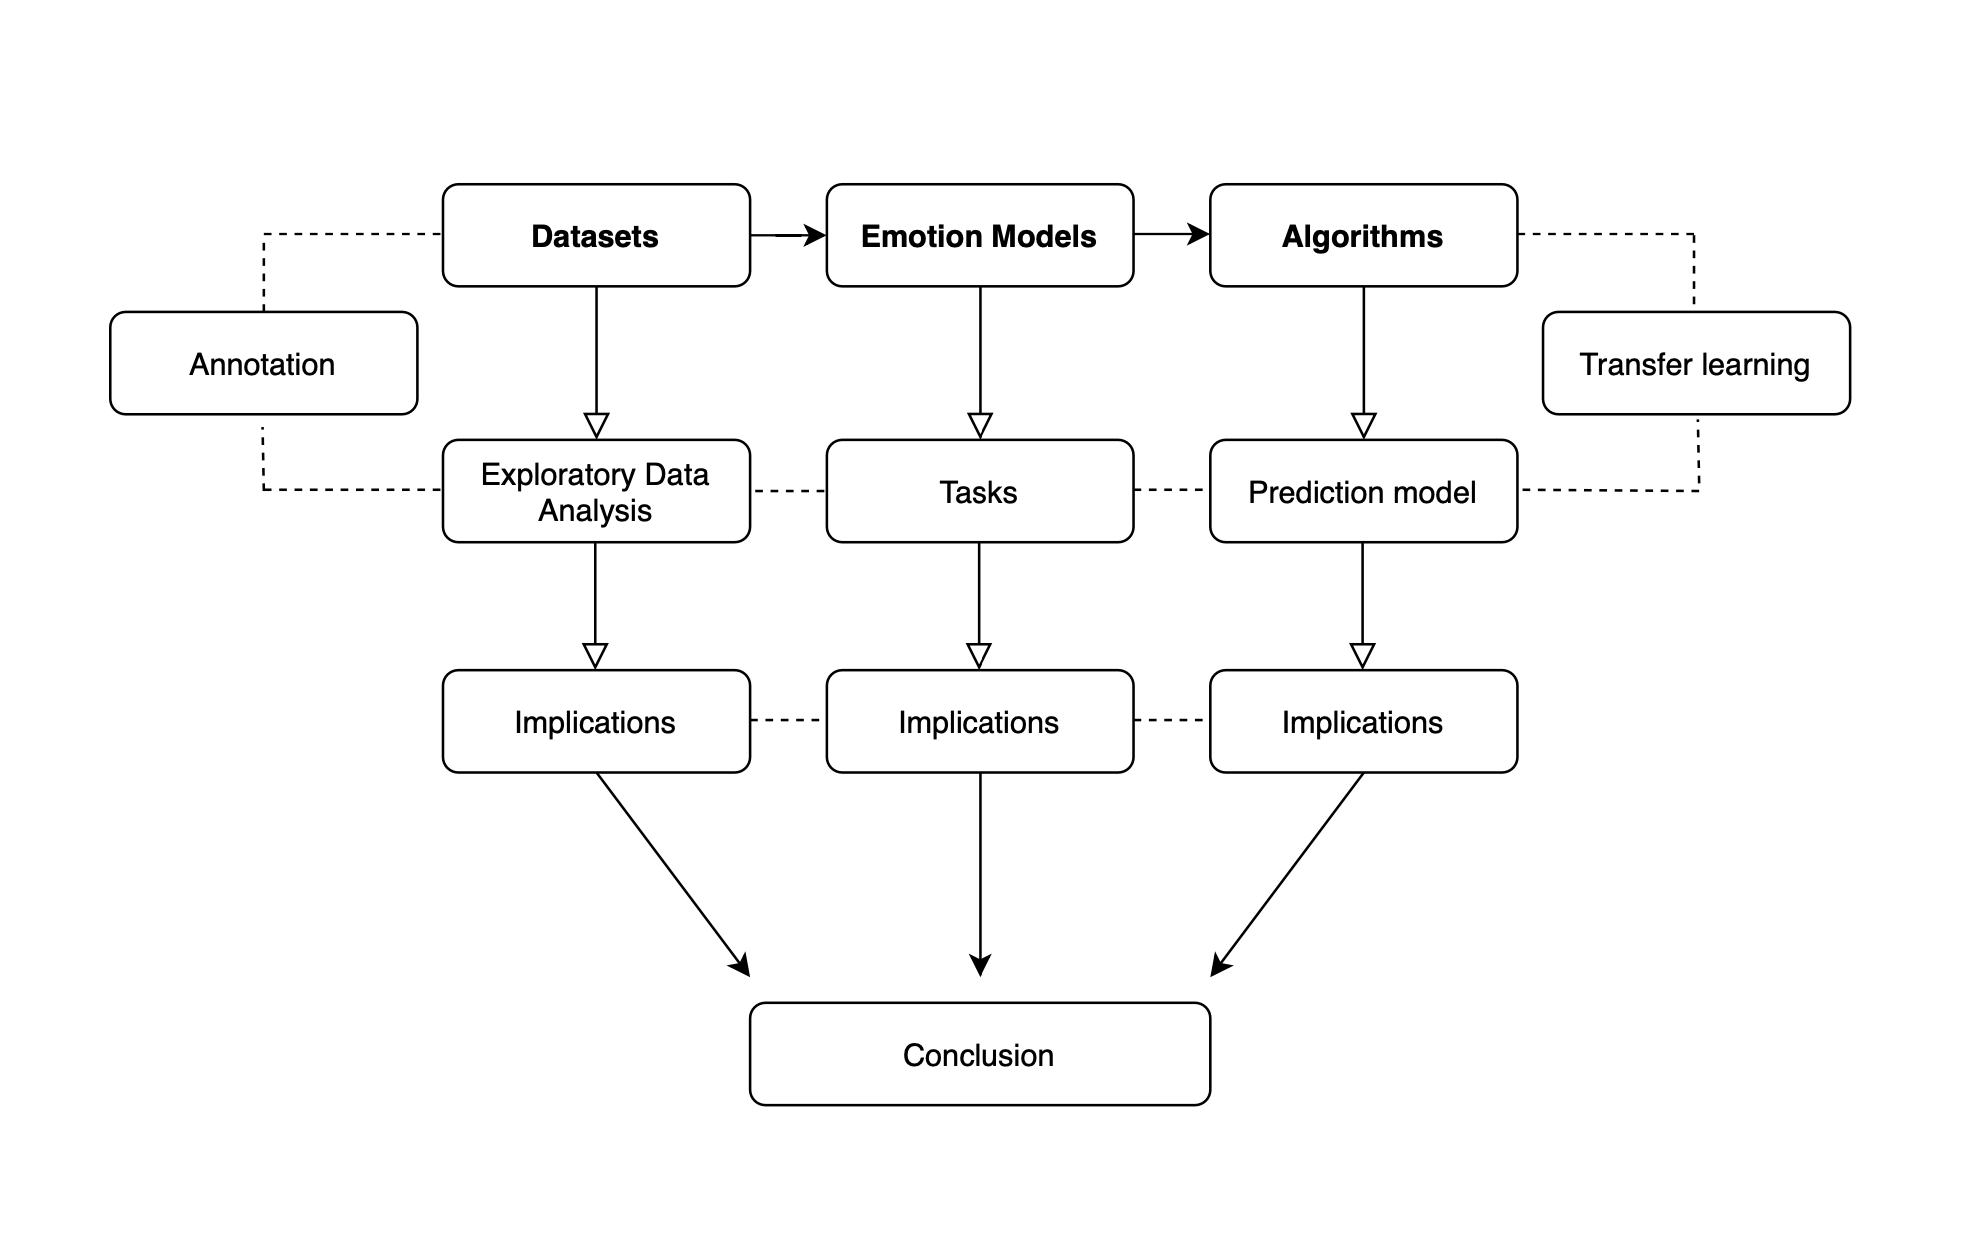 Datasets
Emotion Models
Algorithms
Annotation
Transfer learning
Exploratory Data
Analysis
Tasks
Prediction model
Implications
Implications
Implications
Conclusion